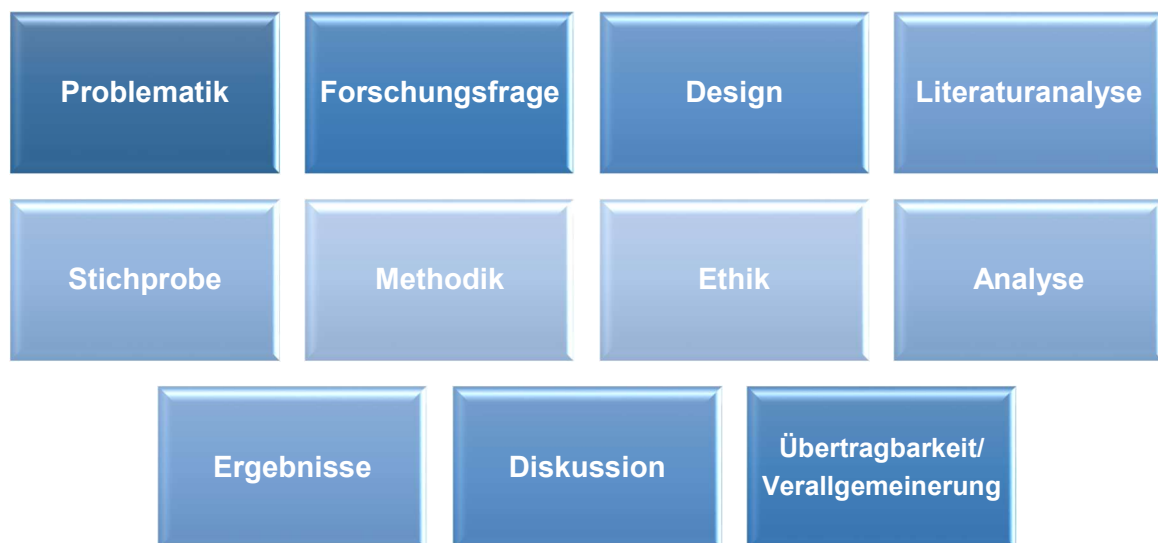 Problematik
Forschungsfrage
Design
Literaturanalyse
Stichprobe
Methodik
Ethik
Analyse
Ergebnisse
Diskussion
Übertragbarkeit/
Verallgemeinerung